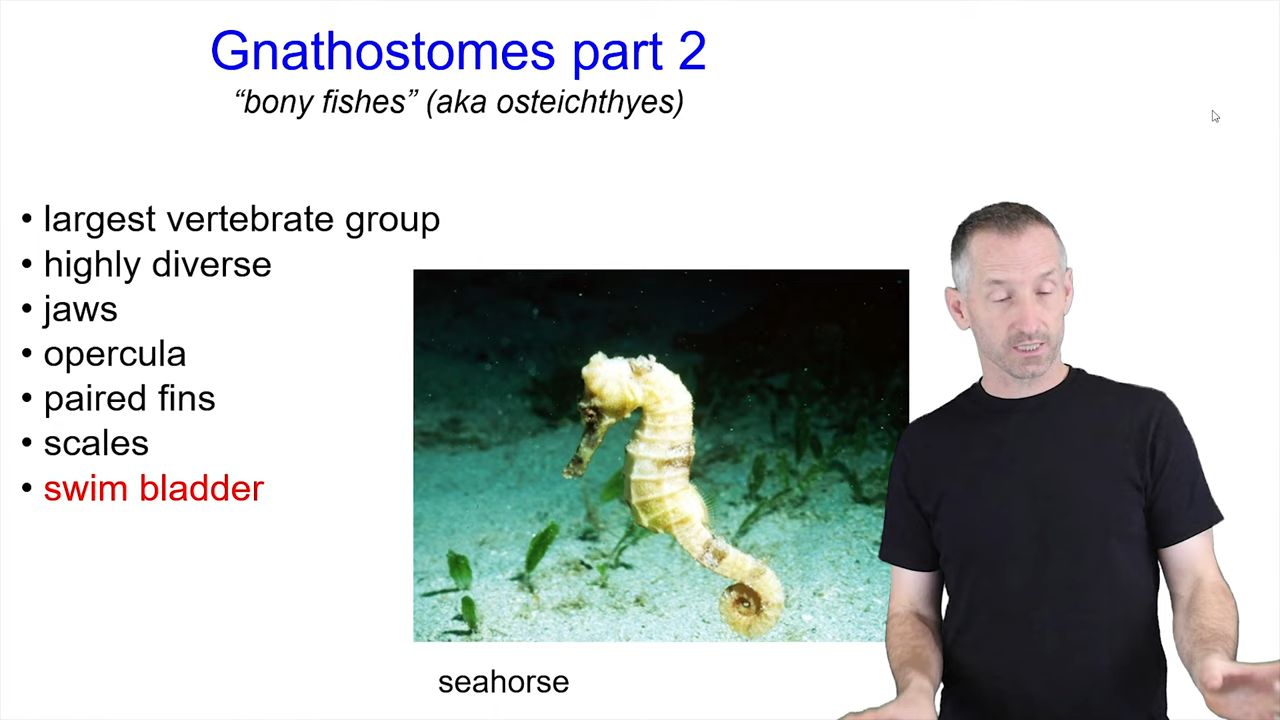 Gnathostomes part 2
“bony fishes” (aka osteichthyes)
• largest vertebrate group
• highly diverse
• jaws
• opercula
• paired fins
• scales
• swim bladder
seahorse